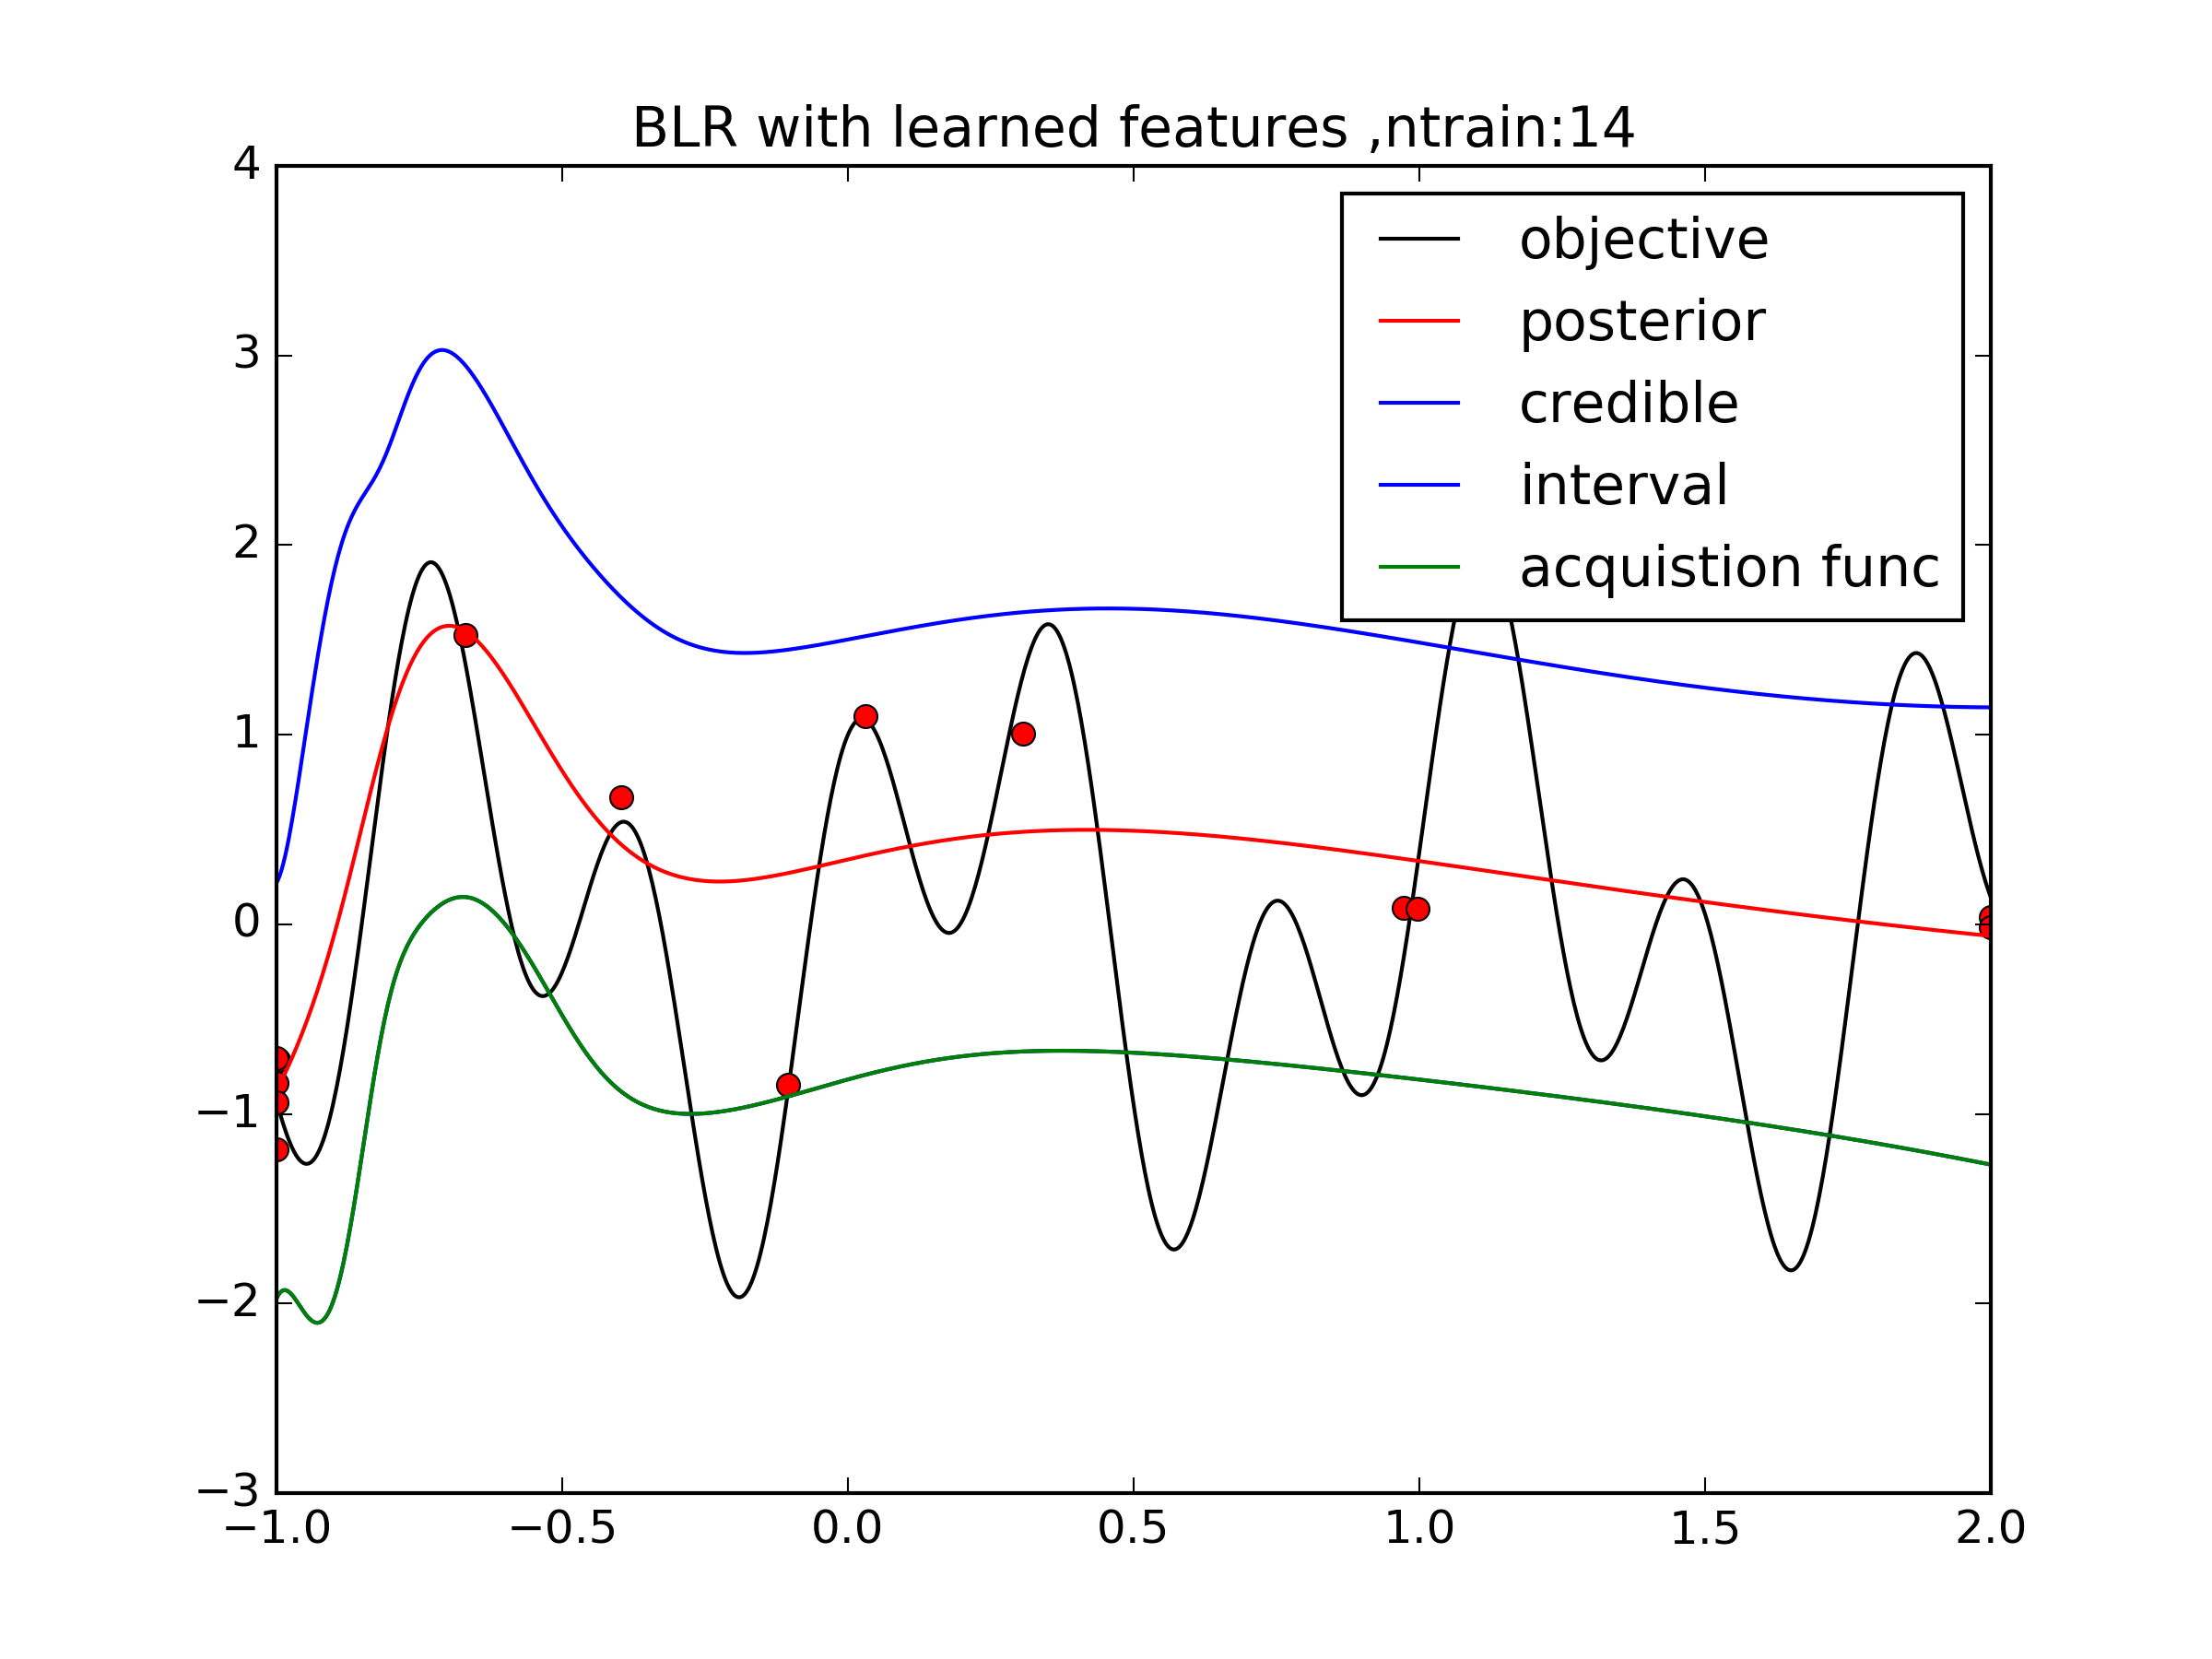 BLR with learned features ,ntrain:14
4
3
2
1
0
−1
−2
−3
objective
posterior
credible
interval
acquistion func
−1.0 −0.5 0.0 0.5 1.0 1.5 2.0